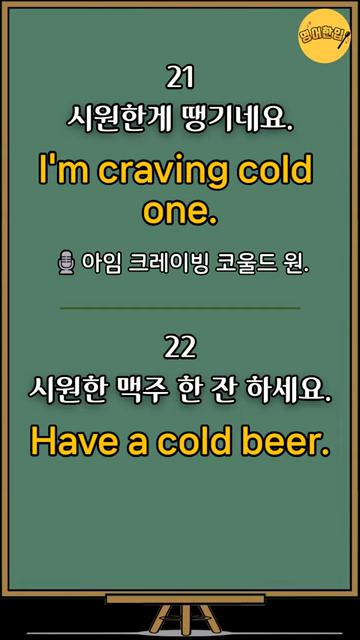 영어한입
21
시원한게 땡기네요.
I'm craving cold
one.
아임 크레이빙 코울드 원.
22
시원한 맥주 한 잔 하세요.
Have a cold beer.